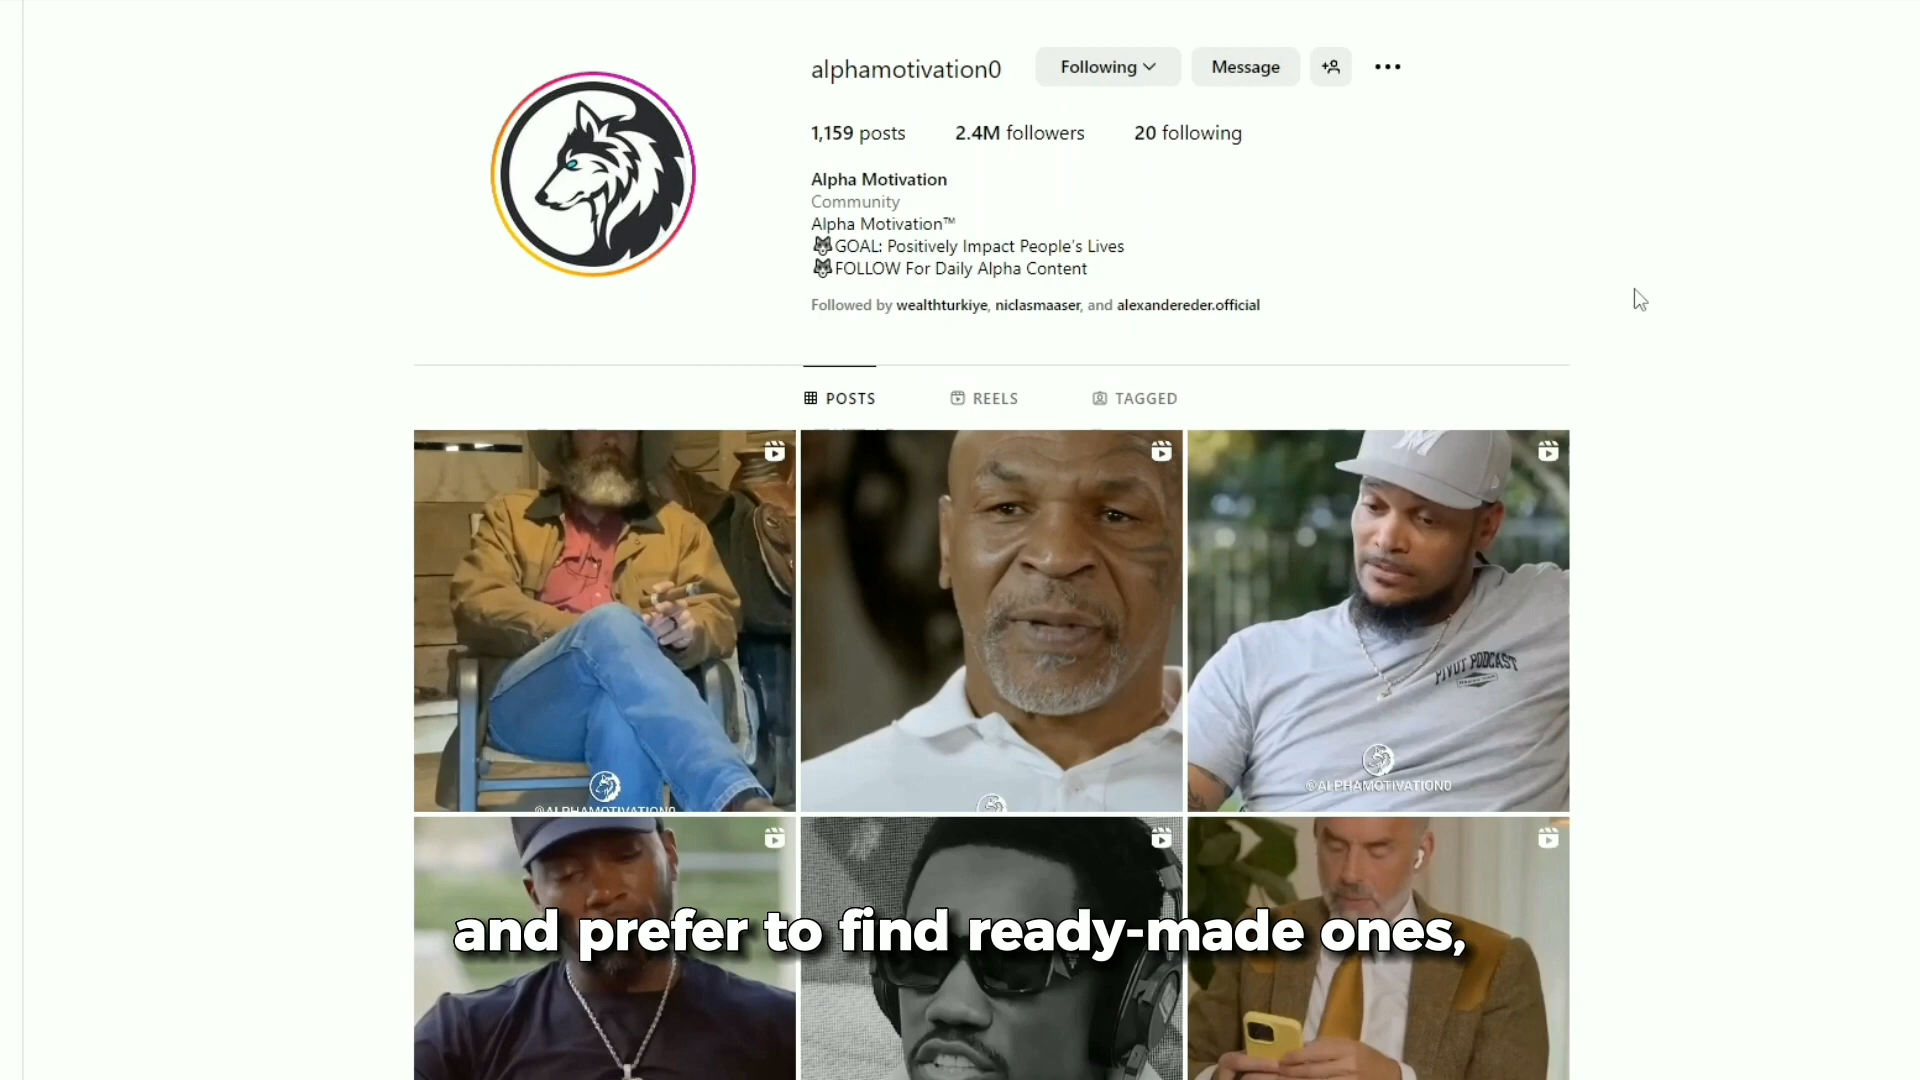 alphamotivation0
Following
Message
1,159 posts
2.4M followers
20 following
Alpha Motivation
Community
Alpha Motivation™
🐺GOAL: Positively Impact People's Lives
🐺FOLLOW For Daily Alpha Content
Followed by wealthturkiye, niclasmaaser, and alexandereder.official
POSTS
REELS
TAGGED
PIVOT PODCAST
@ALPHAMOTIVATION0
@ALPHAMOTIVATION0
and prefer to find ready-made ones,